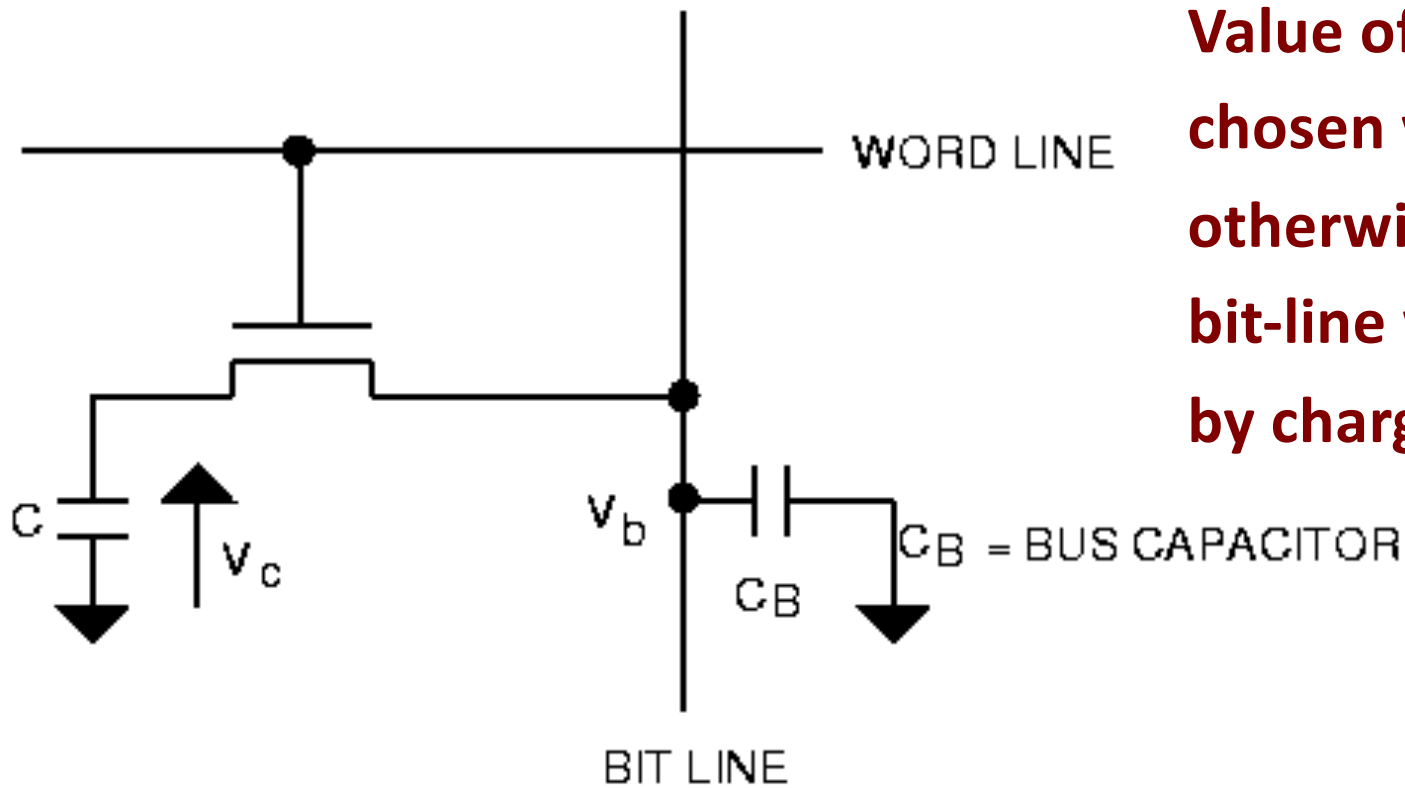 Value of
chosen
otherwi
bit-line
by charg
WORD LINE
C
Vc
Vb
CB
CB = BUS CAPACITOR
BIT LINE